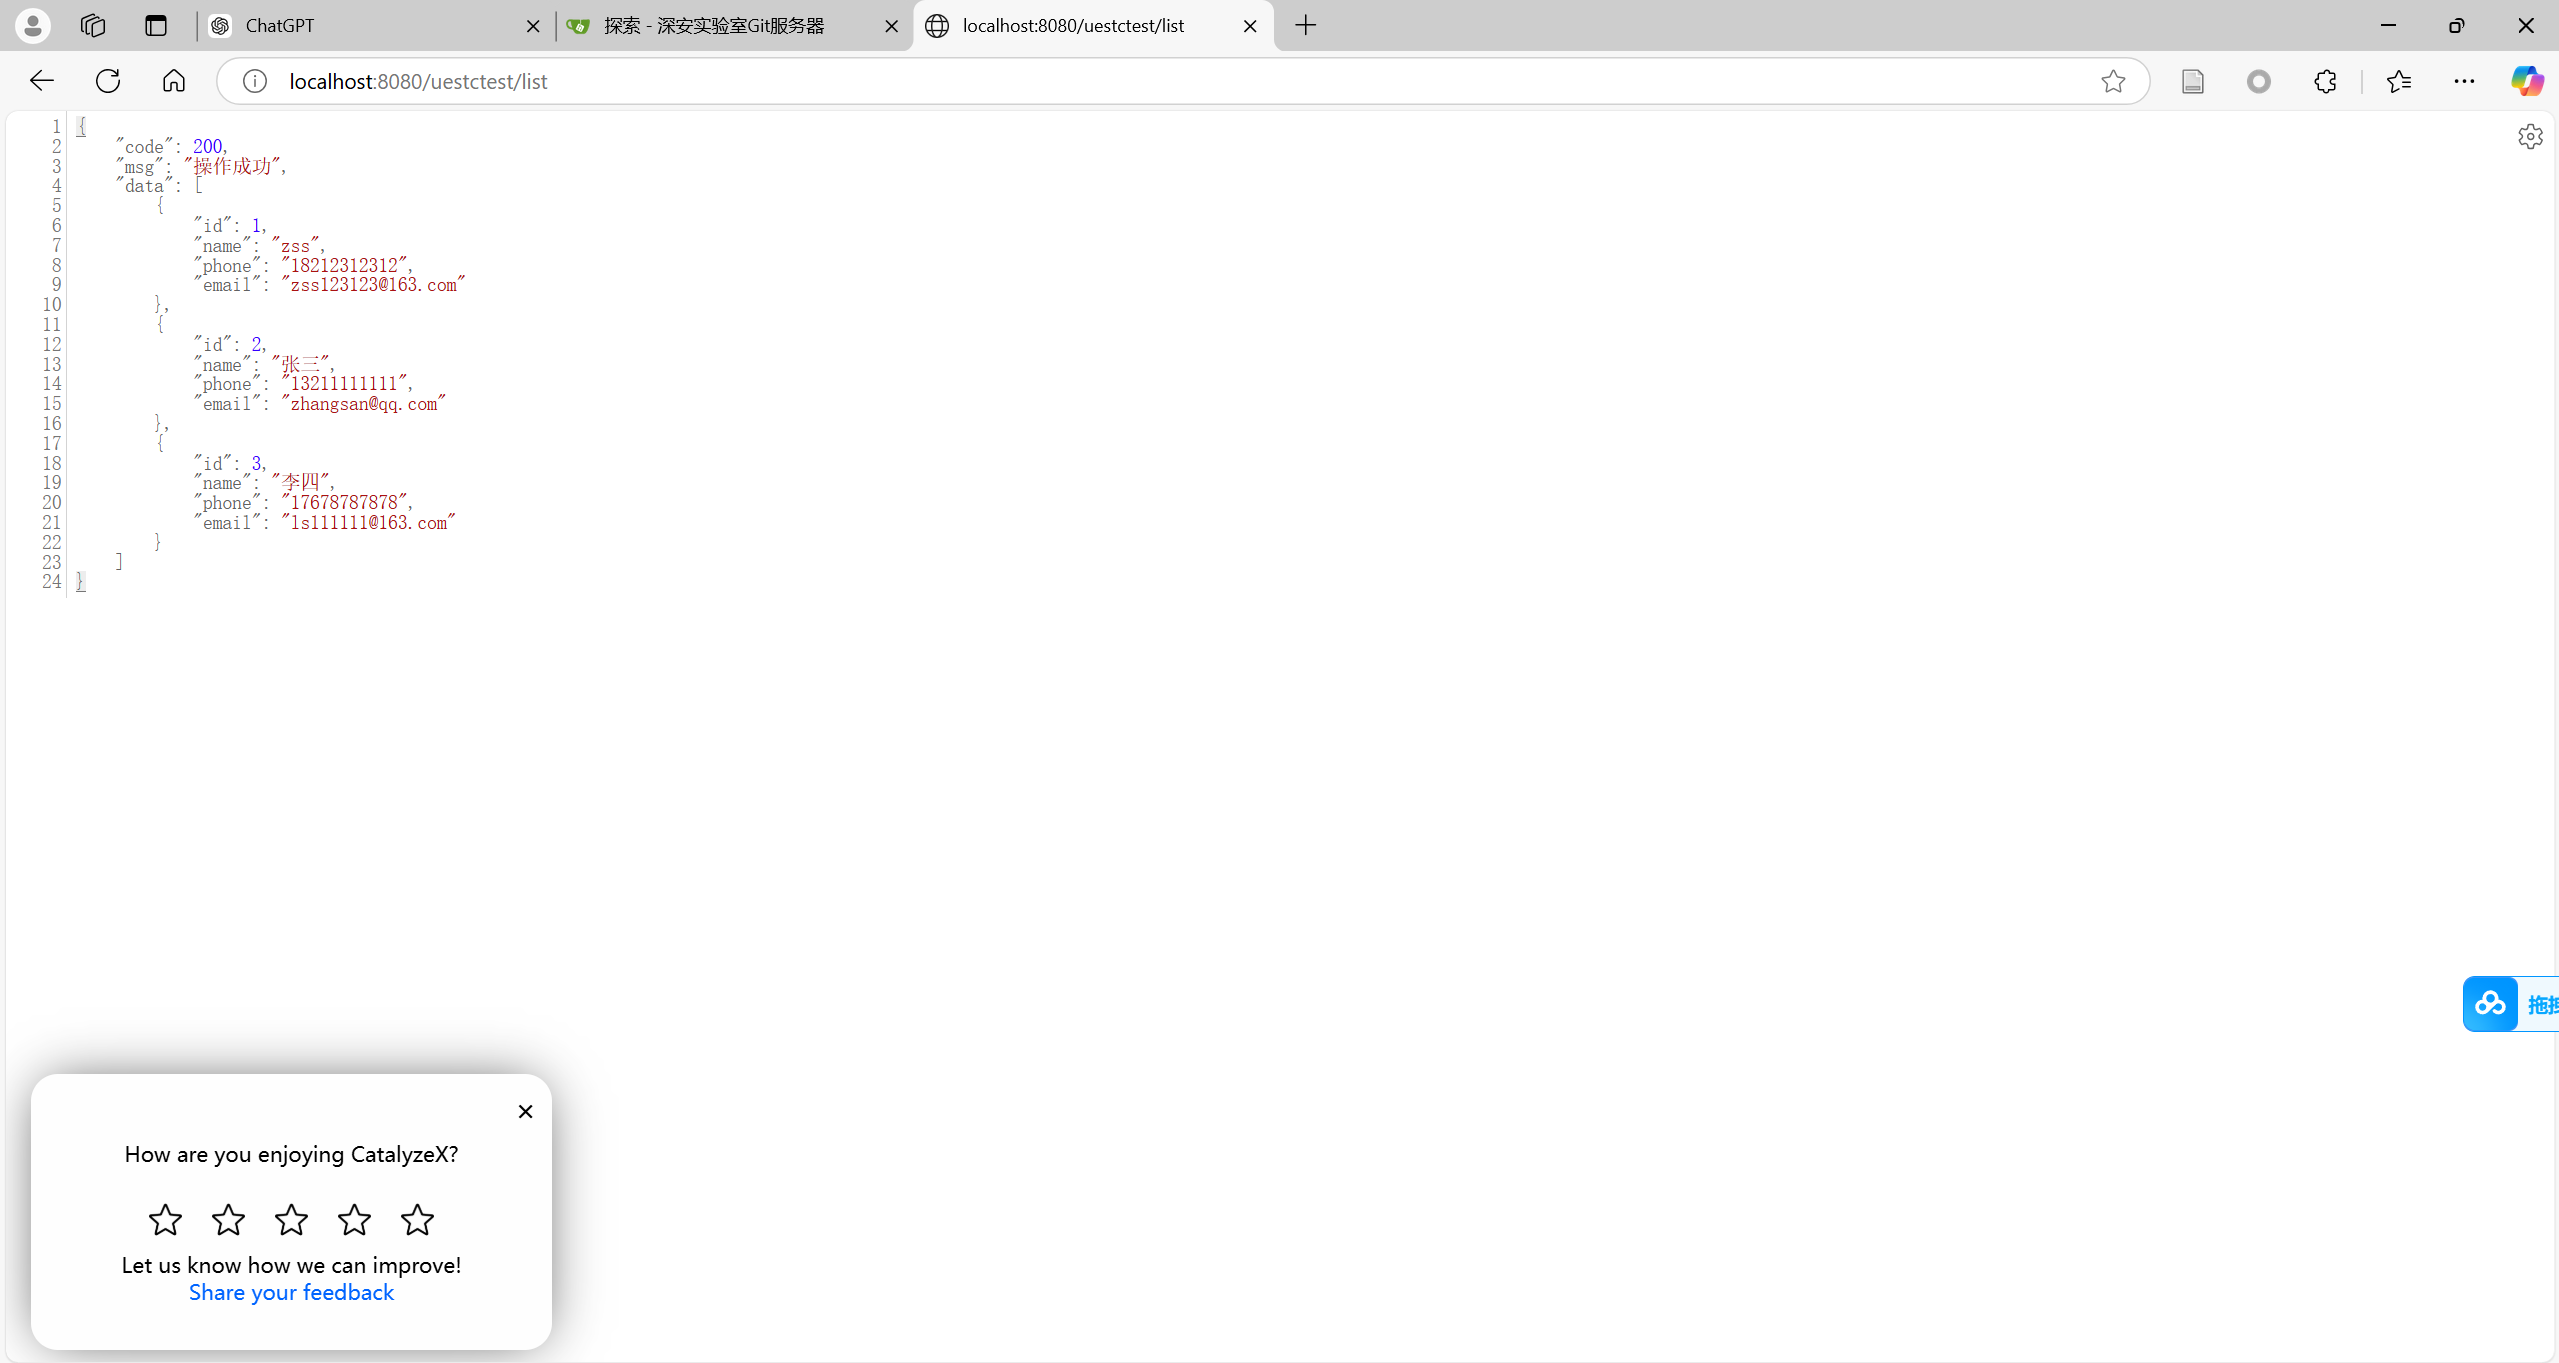 ChatGPT
探索 - 深安实验室Git服务器
localhost:8080/uestctest/list
localhost:8080/uestctest/list
1 {
2 "code": 200,
3 "msg": "操作成功",
4 "data": [
5 {
6 "id": 1,
7 "name": "zss",
8 "phone": "18212312312",
9 "email": "zss123123@163.com"
10 },
11 {
12 "id": 2,
13 "name": "张三",
14 "phone": "13211111111",
15 "email": "zhangsan@qq.com"
16 },
17 {
18 "id": 3,
19 "name": "李四",
20 "phone": "17678787878",
21 "email": "ls111111@163.com"
22 }
23 ]
24 }
拖拽
How are you enjoying CatalyzeX?
Let us know how we can improve!
Share your feedback